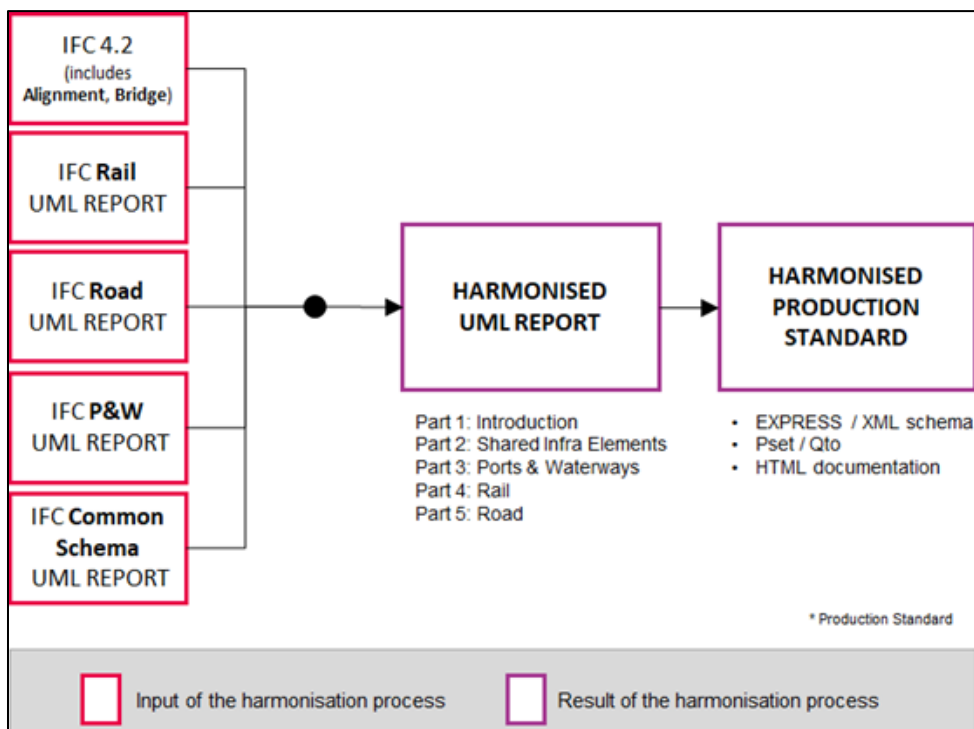 IFC 4.2
(includes
Alignment, Bridge)
IFC Rail
UML REPORT
IFC Road
UML REPORT
IFC P&W
UML REPORT
IFC Common
Schema
UML REPORT
HARMONISED
UML REPORT
Part 1: Introduction
Part 2: Shared Infra Elements
Part 3: Ports & Waterways
Part 4: Rail
Part 5: Road
HARMONISED
PRODUCTION
STANDARD
• EXPRESS / XML schema
• Pset / Qto
• HTML documentation
* Production Standard
Input of the harmonisation process
Result of the harmonisation process